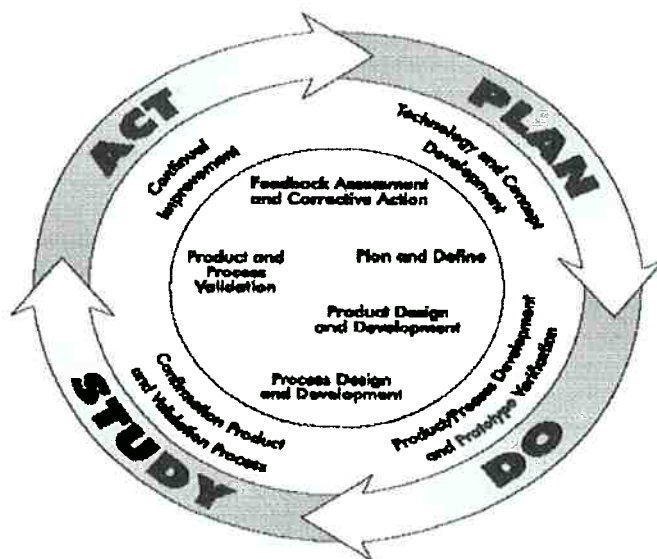 ACT
PLAN
DO
STUDY
Technology and Concept
Development
Product/Process Development
and Prototype Verification
Confirmation Product
and Validation Process
Continual
Improvement
Feedback Assessment
and Corrective Action
Plan and Define
Product Design
and Development
Process Design
and Development
Product and
Process
Validation